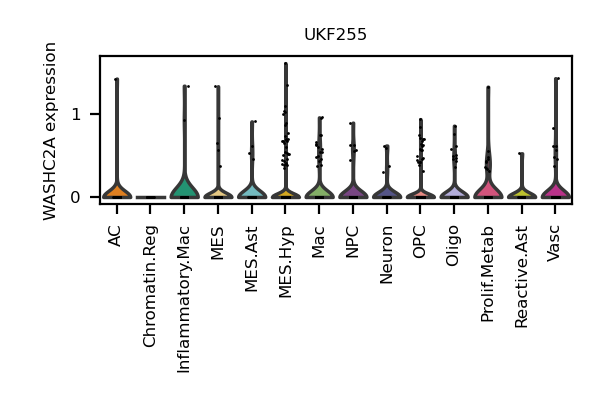 UKF255
WASHC2A expression
1
0
AC
Chromatin.Reg
Inflammatory.Mac
MES
MES.Ast
MES.Hyp
Mac
NPC
Neuron
OPC
Oligo
Prolif.Metab
Reactive.Ast
Vasc